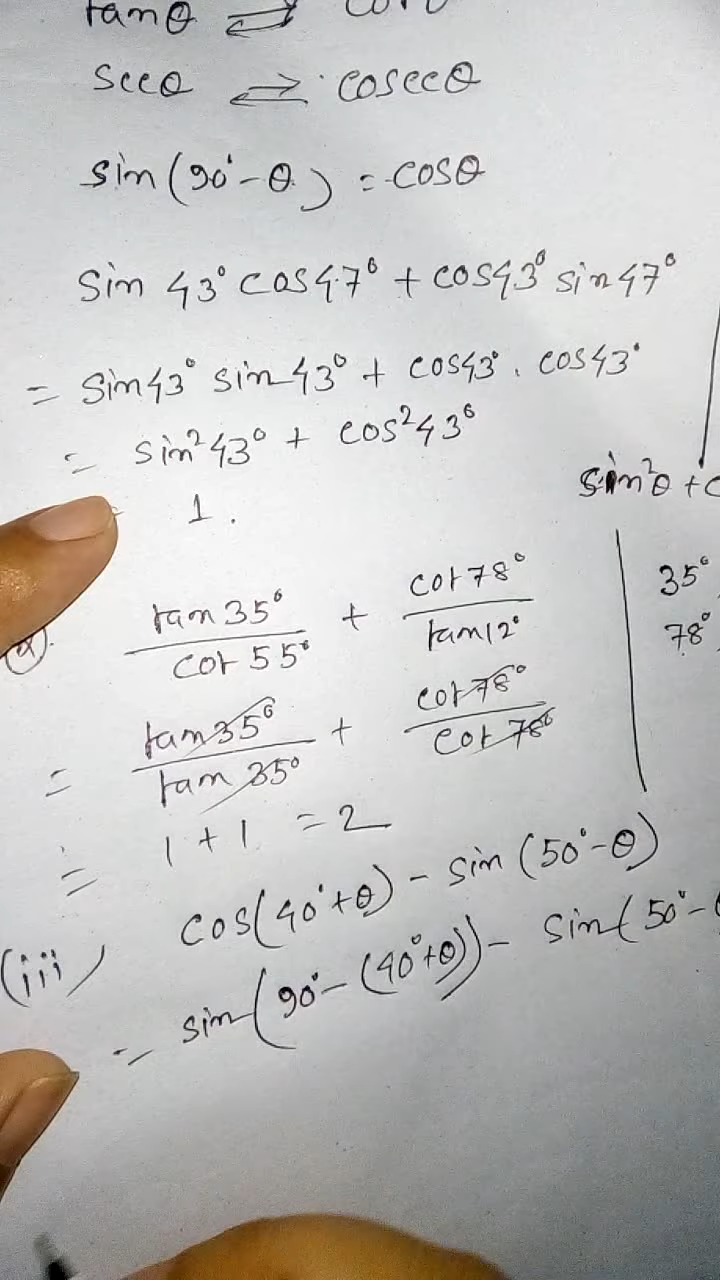 tanθ ⇌
secθ ⇌ cosecθ
sin(90°-θ) = cosθ
sin 43° cos47° + cos43° sin47°
= sin43° sin43° + cos43° . cos43°
= sin²43° + cos²43°
sin²θ +
1.
tan35°/cot55° + cot78°/tan12°
35°
78°
= tan35°/tan35° + cot78°/cot78°
= 1 + 1 = 2
(iii) cos(40°+θ) - sin(50°-θ)
= sin(90°-(40°+θ)) - sin(50°-